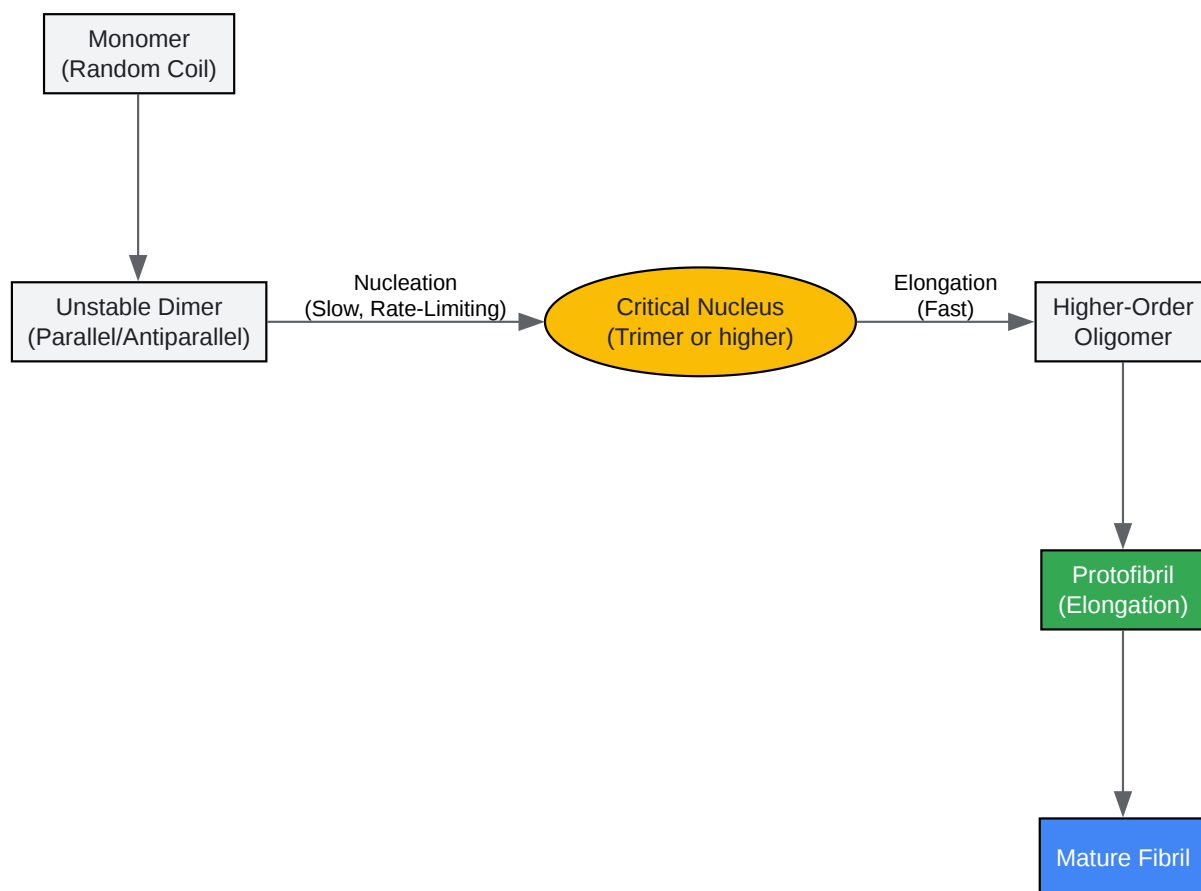 Monomer
(Random Coil)
Unstable Dimer
(Parallel/Antiparallel)
Nucleation
(Slow, Rate-Limiting)
Critical Nucleus
(Trimer or higher)
Elongation
(Fast)
Higher-Order
Oligomer
Protofibril
(Elongation)
Mature Fibril